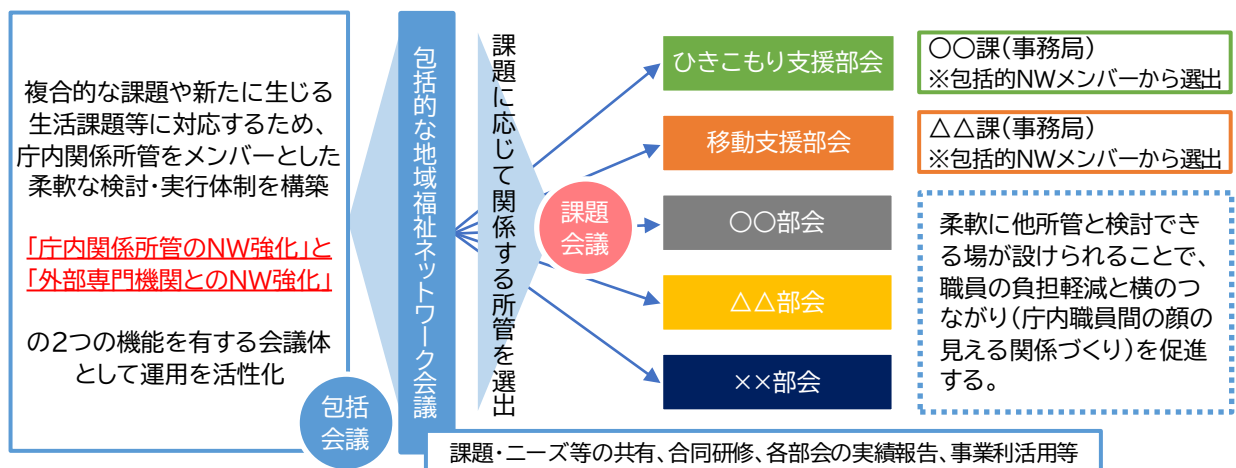 複合的な課題や新たに生じる
生活課題等に対応するため、
庁内関係所管をメンバーとした
柔軟な検討・実行体制を構築
「庁内関係所管のNW強化」と
「外部専門機関とのNW強化」
の2つの機能を有する会議体
として運用を活性化
包括
会議
包括的な地域福祉ネットワーク会議
課題に応じて関係する所管を選出
課題
会議
ひきこもり支援部会
移動支援部会
〇〇部会
△△部会
××部会
〇〇課(事務局)
※包括的NWメンバーから選出
△△課(事務局)
※包括的NWメンバーから選出
柔軟に他所管と検討でき
る場が設けられることで、
職員の負担軽減と横のつ
ながり(庁内職員間の顔の
見える関係づくり)を促進
する。
課題・ニーズ等の共有、合同研修、各部会の実績報告、事業利活用等